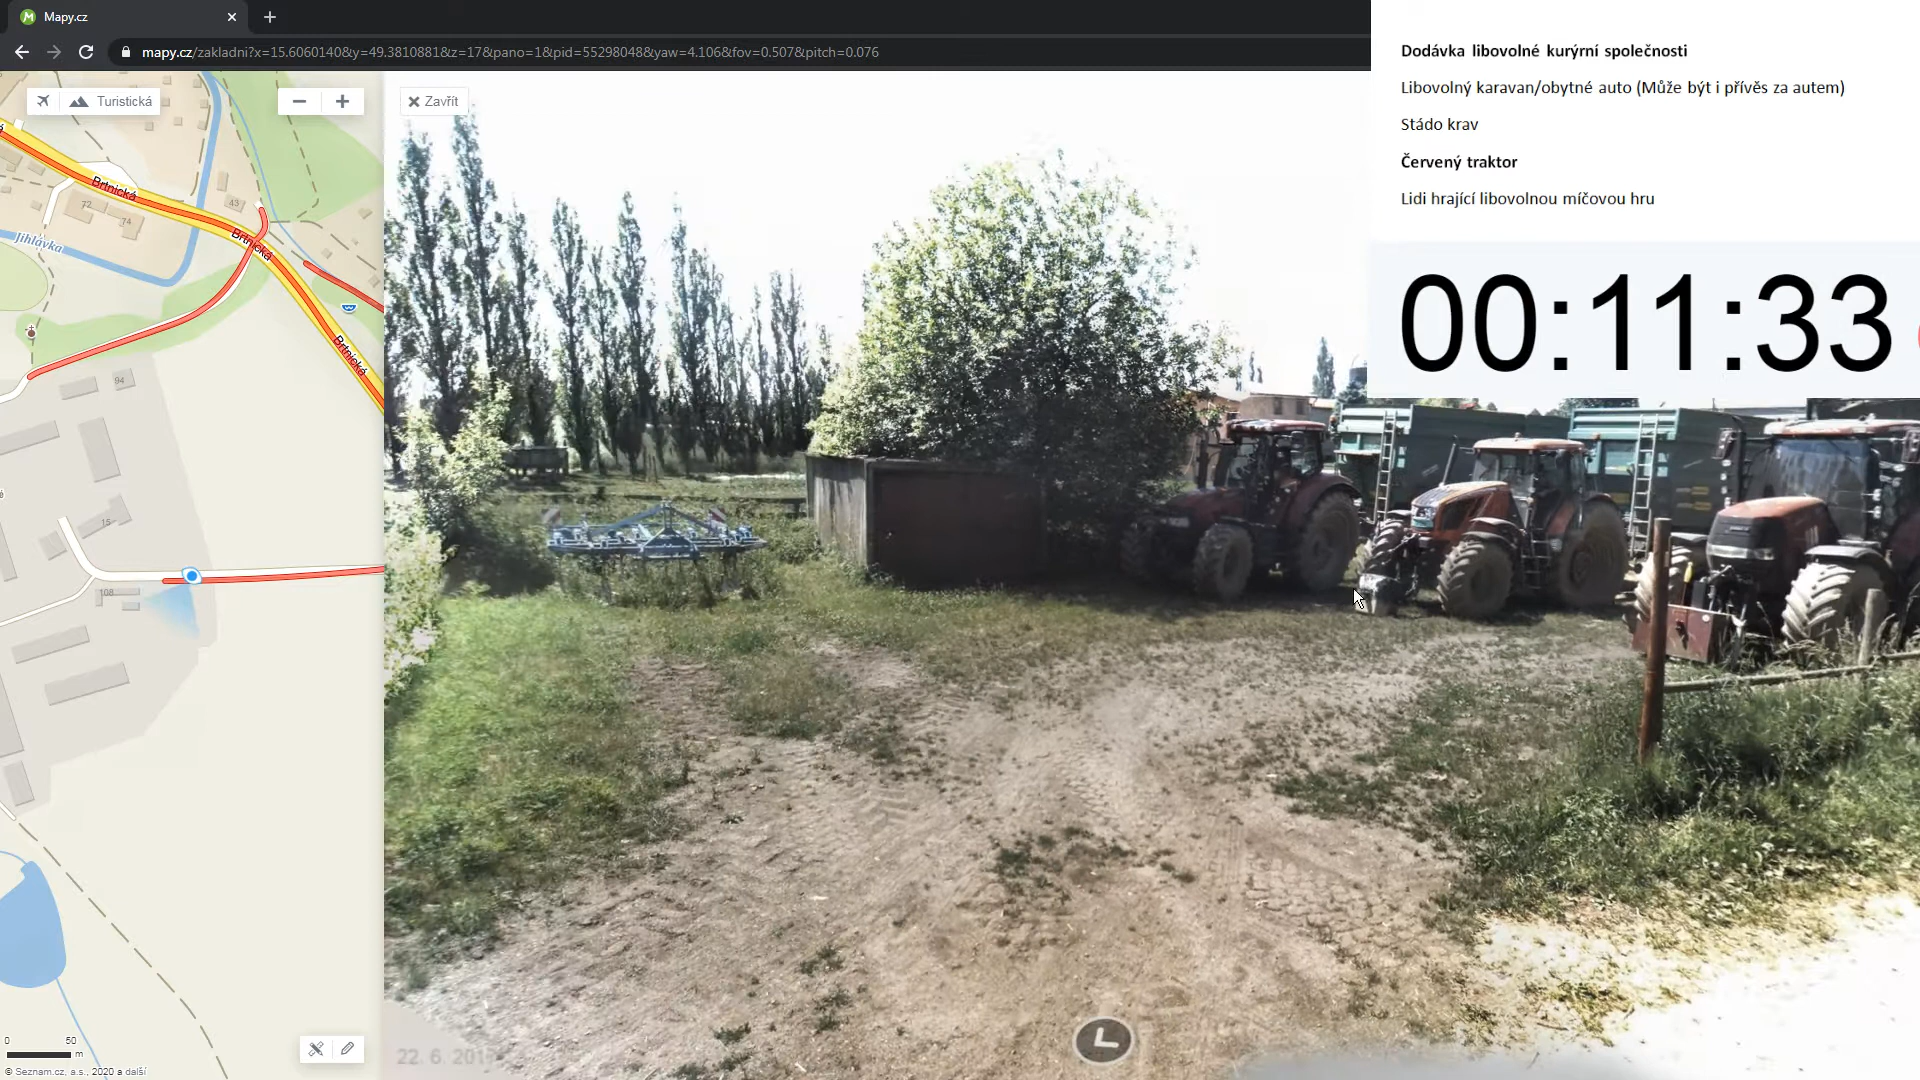 Mapy.cz
mapy.cz/zakladni?x=15.6060140&y=49.3810881&z=17&pano=1&pid=55298048&yaw=4.106&fov=0.507&pitch=0.076
Turistická
Zavřít
Dodávka libovolné kurýrní společnosti
Libovolný karavan/obytné auto (Může být i přívěs za autem)
Stádo krav
Červený traktor
Lidi hrající libovolnou míčovou hru
00:11:33
Brtnická
72
74
43
Brtnická
Jihlávka
Brtnická
94
15
108
22. 6. 201
0 50
m
© Seznam.cz, a.s., 2020 a další